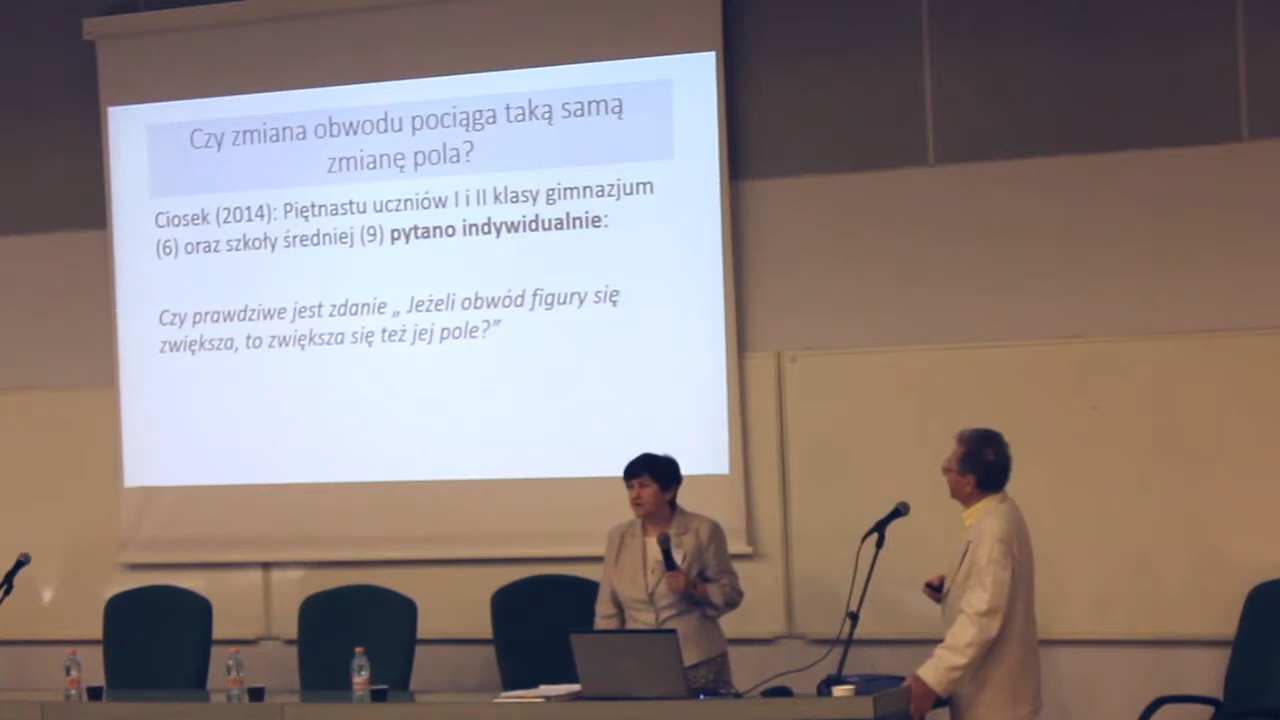 Czy zmiana obwodu pociąga taką samą
zmianę pola?
Ciosek (2014): Piętnastu uczniów I i II klasy gimnazjum
(6) oraz szkoły średniej (9) pytano indywidualnie:
Czy prawdziwe jest zdanie „ Jeżeli obwód figury się
zwiększa, to zwiększa się też jej pole?”